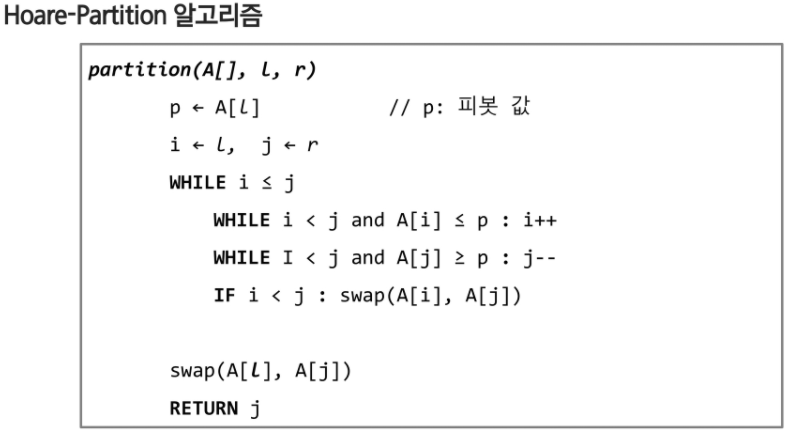 Hoare-Partition 알고리즘
partition(A[], l, r)
p ← A[l] // p: 피봇 값
i ← l, j ← r
WHILE i ≤ j
WHILE i < j and A[i] ≤ p : i++
WHILE I < j and A[j] ≥ p : j--
IF i < j : swap(A[i], A[j])
swap(A[l], A[j])
RETURN j